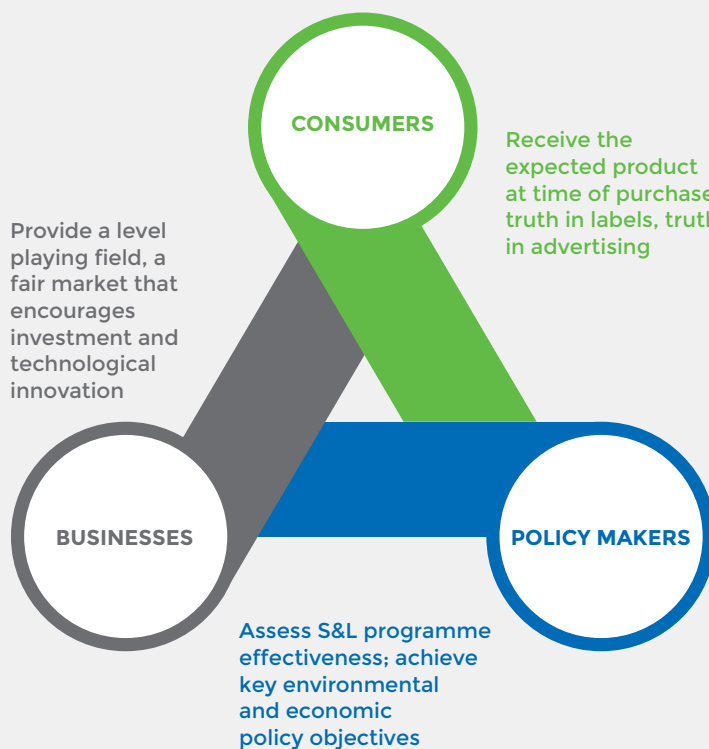 CONSUMERS
Receive the
expected product
at time of purchase
truth in labels, truth
in advertising
Provide a level
playing field, a
fair market that
encourages
investment and
technological
innovation
BUSINESSES
POLICY MAKERS
Assess S&L programme
effectiveness; achieve
key environmental
and economic
policy objectives